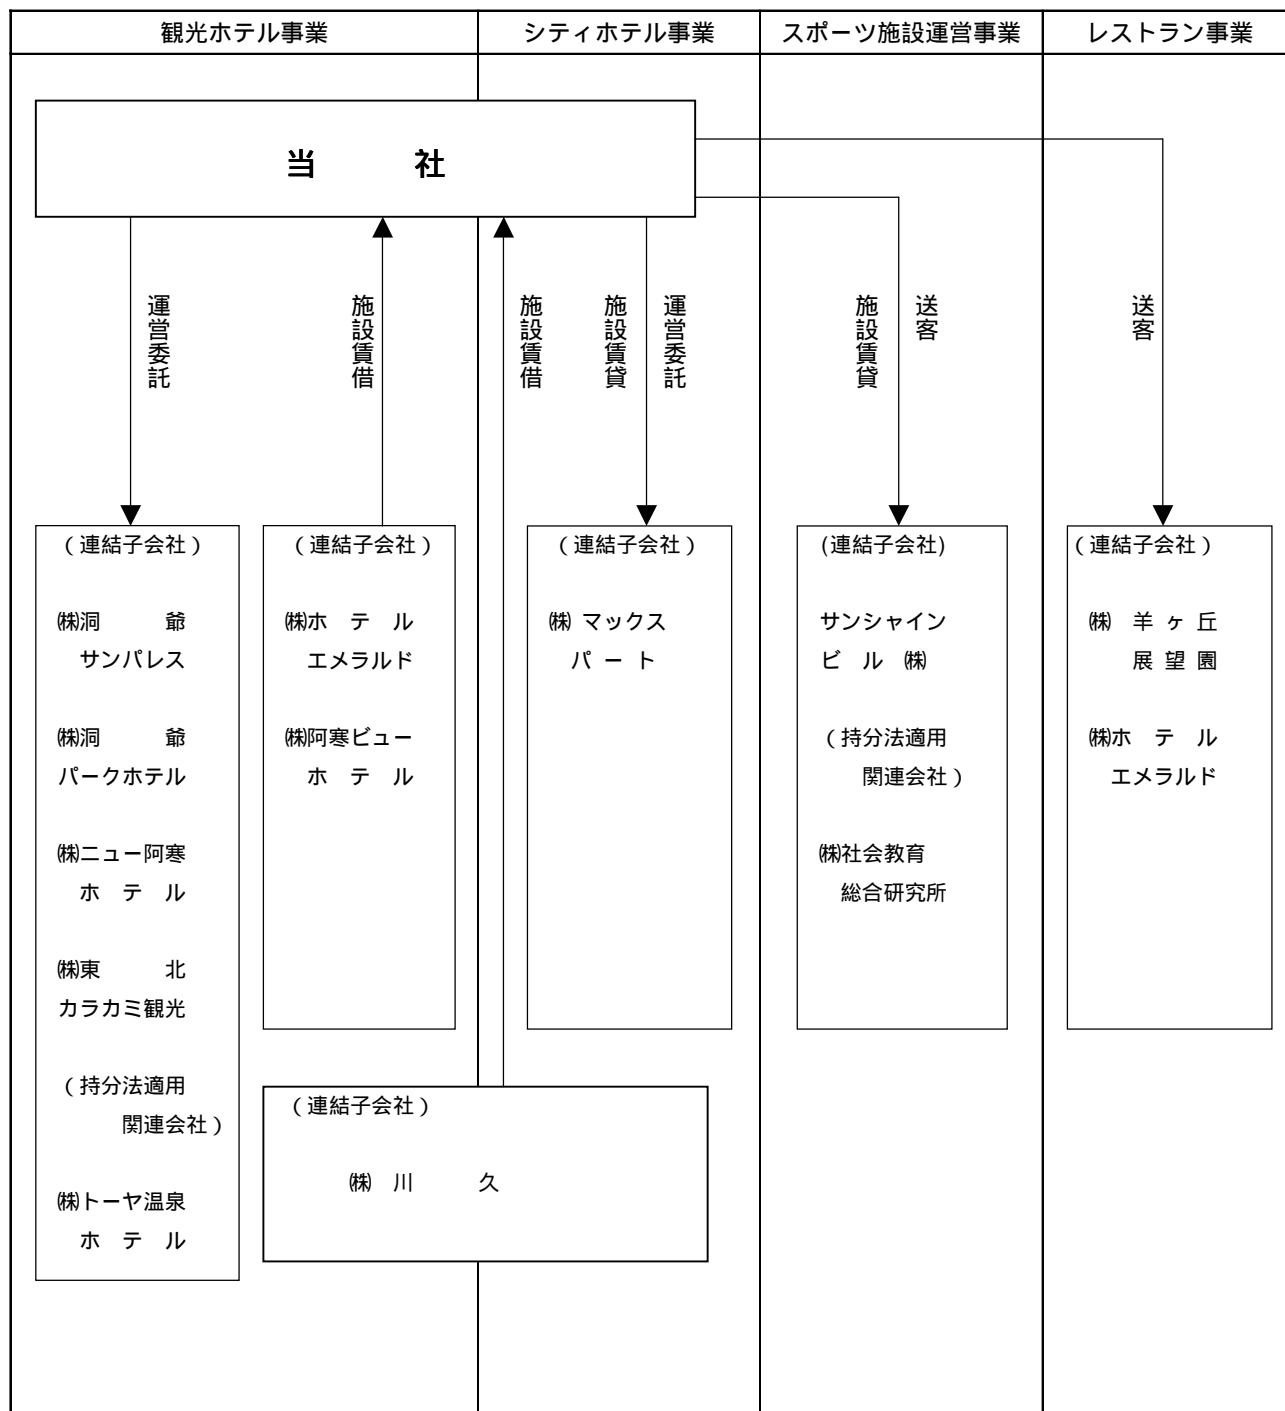 観光ホテル事業
シティホテル事業
スポーツ施設運営事業
レストラン事業
当　社
運営委託
施設賃借
施設賃借
施設賃貸
運営委託
施設賃貸
送客
送客
（連結子会社）
㈱洞　爺
サンパレス
㈱洞　爺
パークホテル
㈱ニュー阿寒
ホ テ ル
㈱東　北
カラカミ観光
（持分法適用
関連会社）
㈱トーヤ温泉
ホ テ ル
（連結子会社）
㈱ホ テ ル
エメラルド
㈱阿寒ビュー
ホ テ ル
（連結子会社）
㈱ 川　久
（連結子会社）
㈱ マックス
パ ー ト
(連結子会社)
サンシャイン
ビ ル ㈱
（持分法適用
関連会社）
㈱社会教育
総合研究所
（連結子会社）
㈱ 羊 ヶ 丘
展 望 園
㈱ホ テ ル
エメラルド